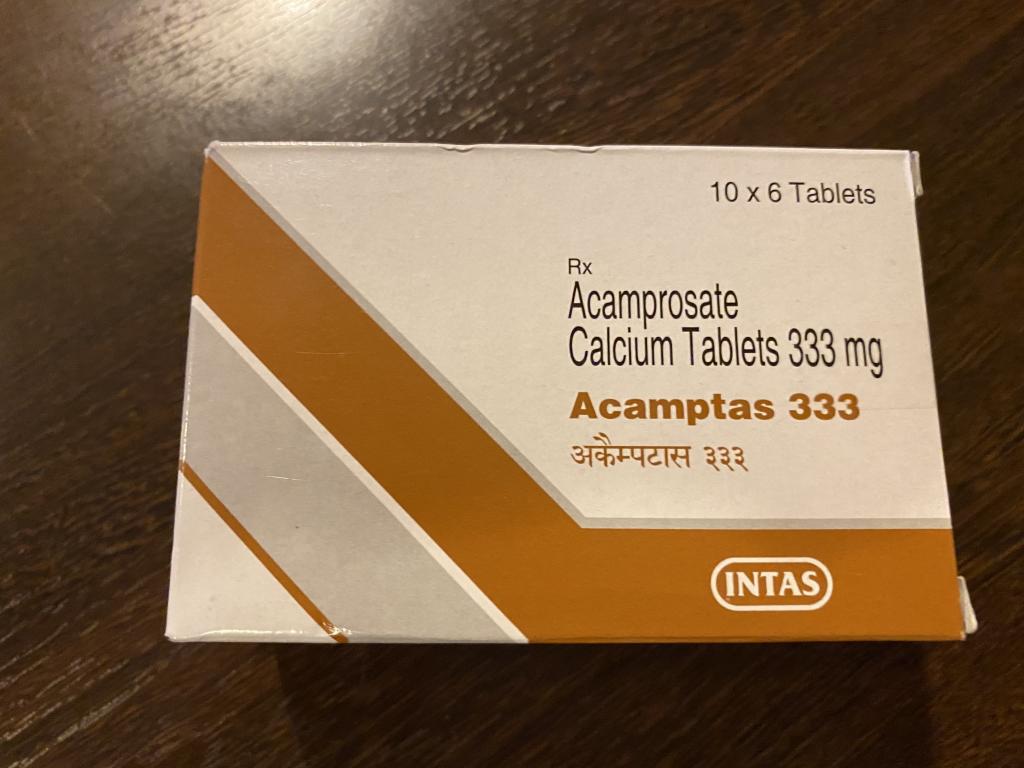 10 x 6 Tablets
Rx
Acamprosate
Calcium Tablets 333 mg
Acamptas 333
अकैम्पटास ३३३
INTAS